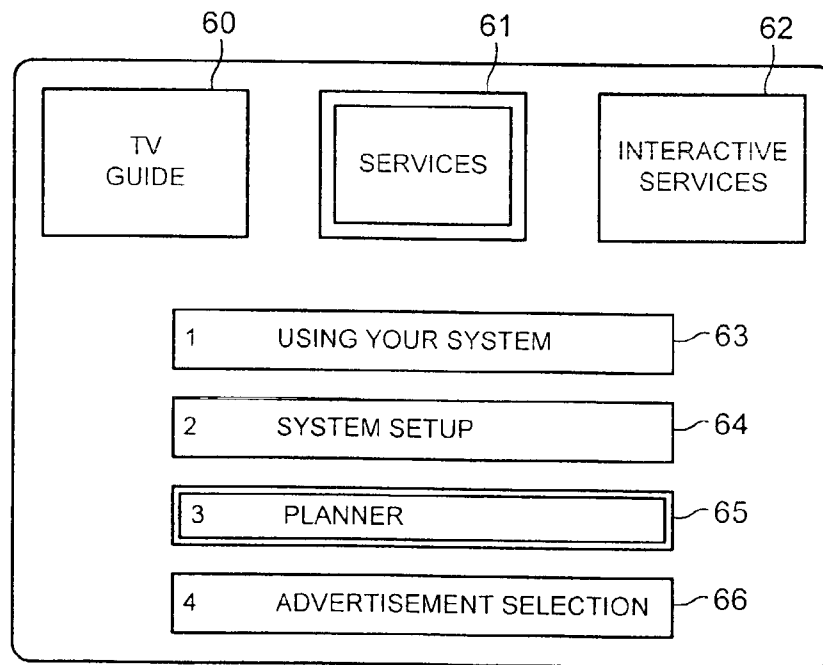 60
61
62
TV
GUIDE
SERVICES
INTERACTIVE
SERVICES
1 USING YOUR SYSTEM
63
2 SYSTEM SETUP
64
3 PLANNER
65
4 ADVERTISEMENT SELECTION
66